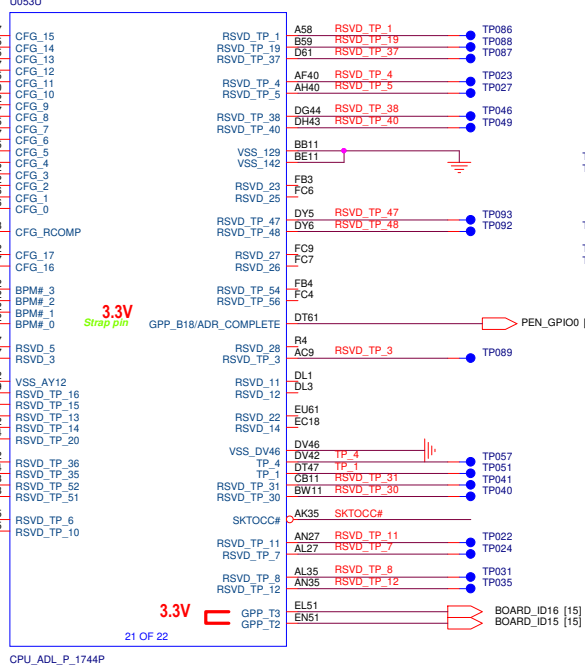 U053U
CFG_15
CFG_14
CFG_13
CFG_12
CFG_11
CFG_10
CFG_9
CFG_8
CFG_7
CFG_6
CFG_5
CFG_4
CFG_3
CFG_2
CFG_1
CFG_0
CFG_RCOMP
CFG_17
CFG_16
BPM#_3
BPM#_2
BPM#_1
BPM#_0
3.3V
Strap pin
RSVD_5
RSVD_3
VSS_AY12
RSVD_TP_16
RSVD_TP_15
RSVD_TP_13
RSVD_TP_14
RSVD_TP_20
RSVD_TP_36
RSVD_TP_35
RSVD_TP_52
RSVD_TP_51
RSVD_TP_6
RSVD_TP_10
RSVD_TP_1 A58 RSVD_TP_1 TP086
RSVD_TP_19 B59 RSVD_TP_19 TP088
RSVD_TP_37 D61 RSVD_TP_37 TP087
RSVD_TP_4 AF40 RSVD_TP_4 TP023
RSVD_TP_5 AH40 RSVD_TP_5 TP027
RSVD_TP_38 DG44 RSVD_TP_38 TP046
RSVD_TP_40 DH43 RSVD_TP_40 TP049
VSS_129 BB11
VSS_142 BE11
RSVD_23 FB3
RSVD_25 FC6
RSVD_TP_47 DY5 RSVD_TP_47 TP093
RSVD_TP_48 DY6 RSVD_TP_48 TP092
RSVD_27 FC9
RSVD_26 FC7
RSVD_TP_54 FB4
RSVD_TP_56 FC4
GPP_B18/ADR_COMPLETE DT61 PEN_GPIO0
RSVD_28 R4
RSVD_TP_3 AC9 RSVD_TP_3 TP089
RSVD_11 DL1
RSVD_12 DL3
RSVD_22 EU61
RSVD_14 EC18
VSS_DV46 DV46
TP_4 DV42 TP_4 TP057
TP_1 DT47 TP_1 TP051
RSVD_TP_31 CB11 RSVD_TP_31 TP041
RSVD_TP_30 BW11 RSVD_TP_30 TP040
SKTOCC# AK35 SKTOCC#
RSVD_TP_11 AN27 RSVD_TP_11 TP022
RSVD_TP_7 AL27 RSVD_TP_7 TP024
RSVD_TP_8 AL35 RSVD_TP_8 TP031
RSVD_TP_12 AN35 RSVD_TP_12 TP035
3.3V
GPP_T3 EL51 BOARD_ID16 [15]
GPP_T2 EN51 BOARD_ID15 [15]
21 OF 22
CPU_ADL_P_1744P